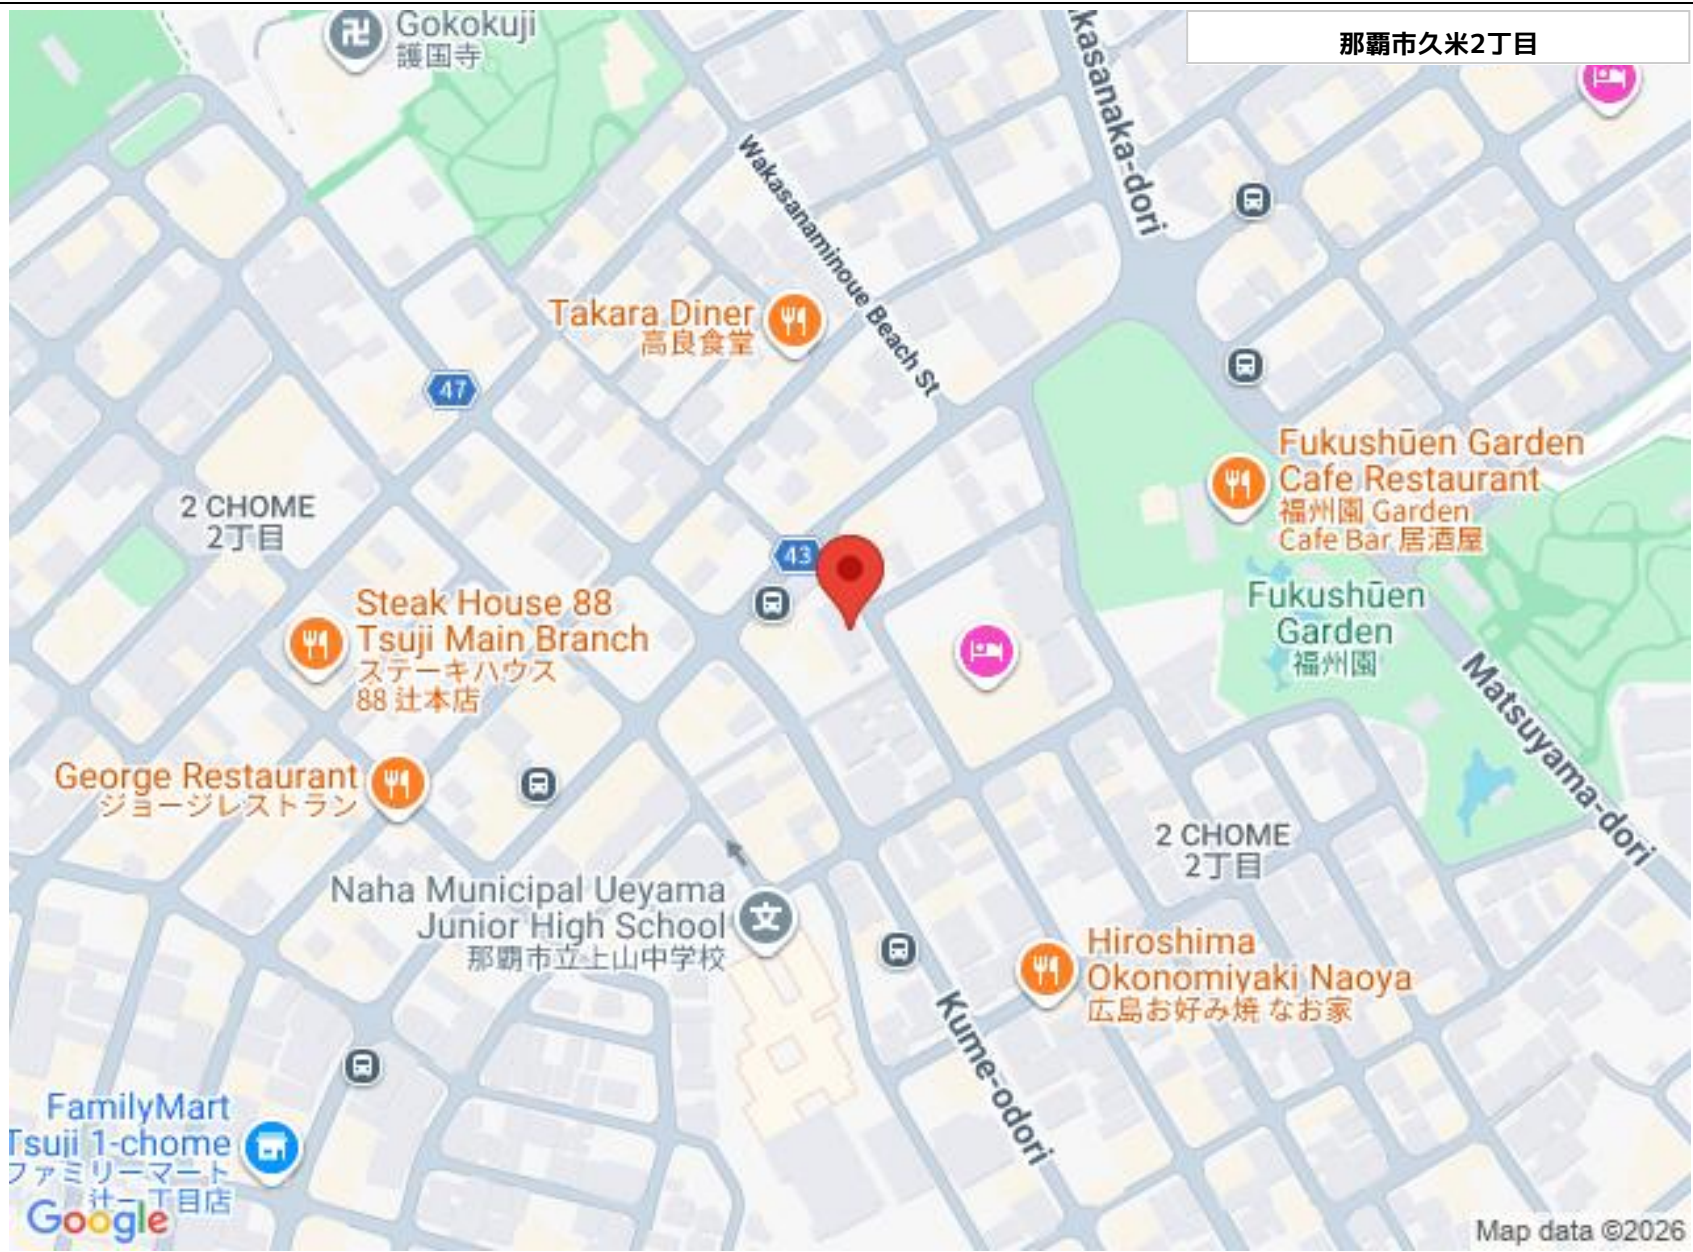 那覇市久米2丁目
Gokokuji
護国寺
kasanaka-dori
Wakasanaminoue Beach St
Takara Diner
高良食堂
47
Fukushūen Garden
Cafe Restaurant
福州園 Garden
Cafe Bar 居酒屋
2 CHOME
2丁目
43
Steak House 88
Tsuji Main Branch
ステーキハウス
88 辻本店
Fukushūen
Garden
福州園
Matsuyama-dori
George Restaurant
ジョージレストラン
2 CHOME
2丁目
Naha Municipal Ueyama
Junior High School
那覇市立上山中学校
文
Hiroshima
Okonomiyaki Naoya
広島お好み焼 なお家
Kume-odori
FamilyMart
Tsuji 1-chome
ファミリーマート
辻一丁目店
Google
Map data ©2026